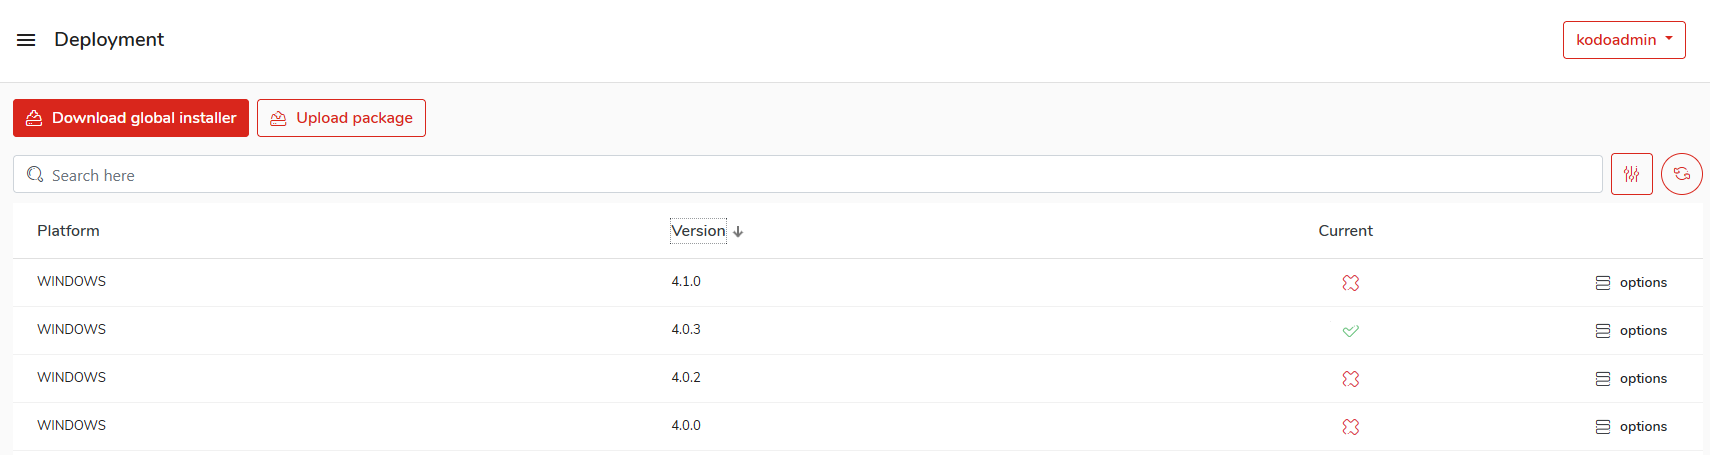 Deployment
kodoadmin
Download global installer
Upload package
Search here
Platform Version Current
WINDOWS 4.1.0 options
WINDOWS 4.0.3 options
WINDOWS 4.0.2 options
WINDOWS 4.0.0 options